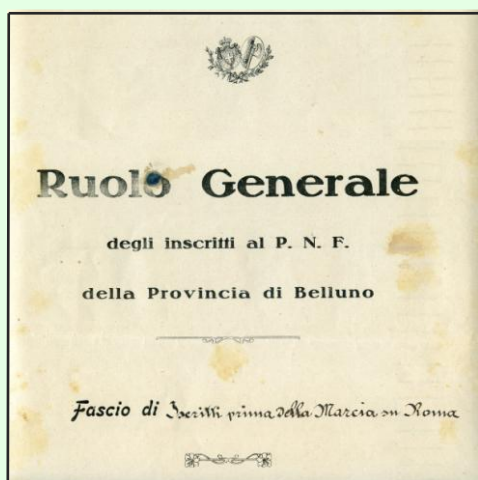 Ruolo Generale
degli inscritti al P. N. F.
della Provincia di Belluno
Fascio di Iscritti prima della Marcia su Roma